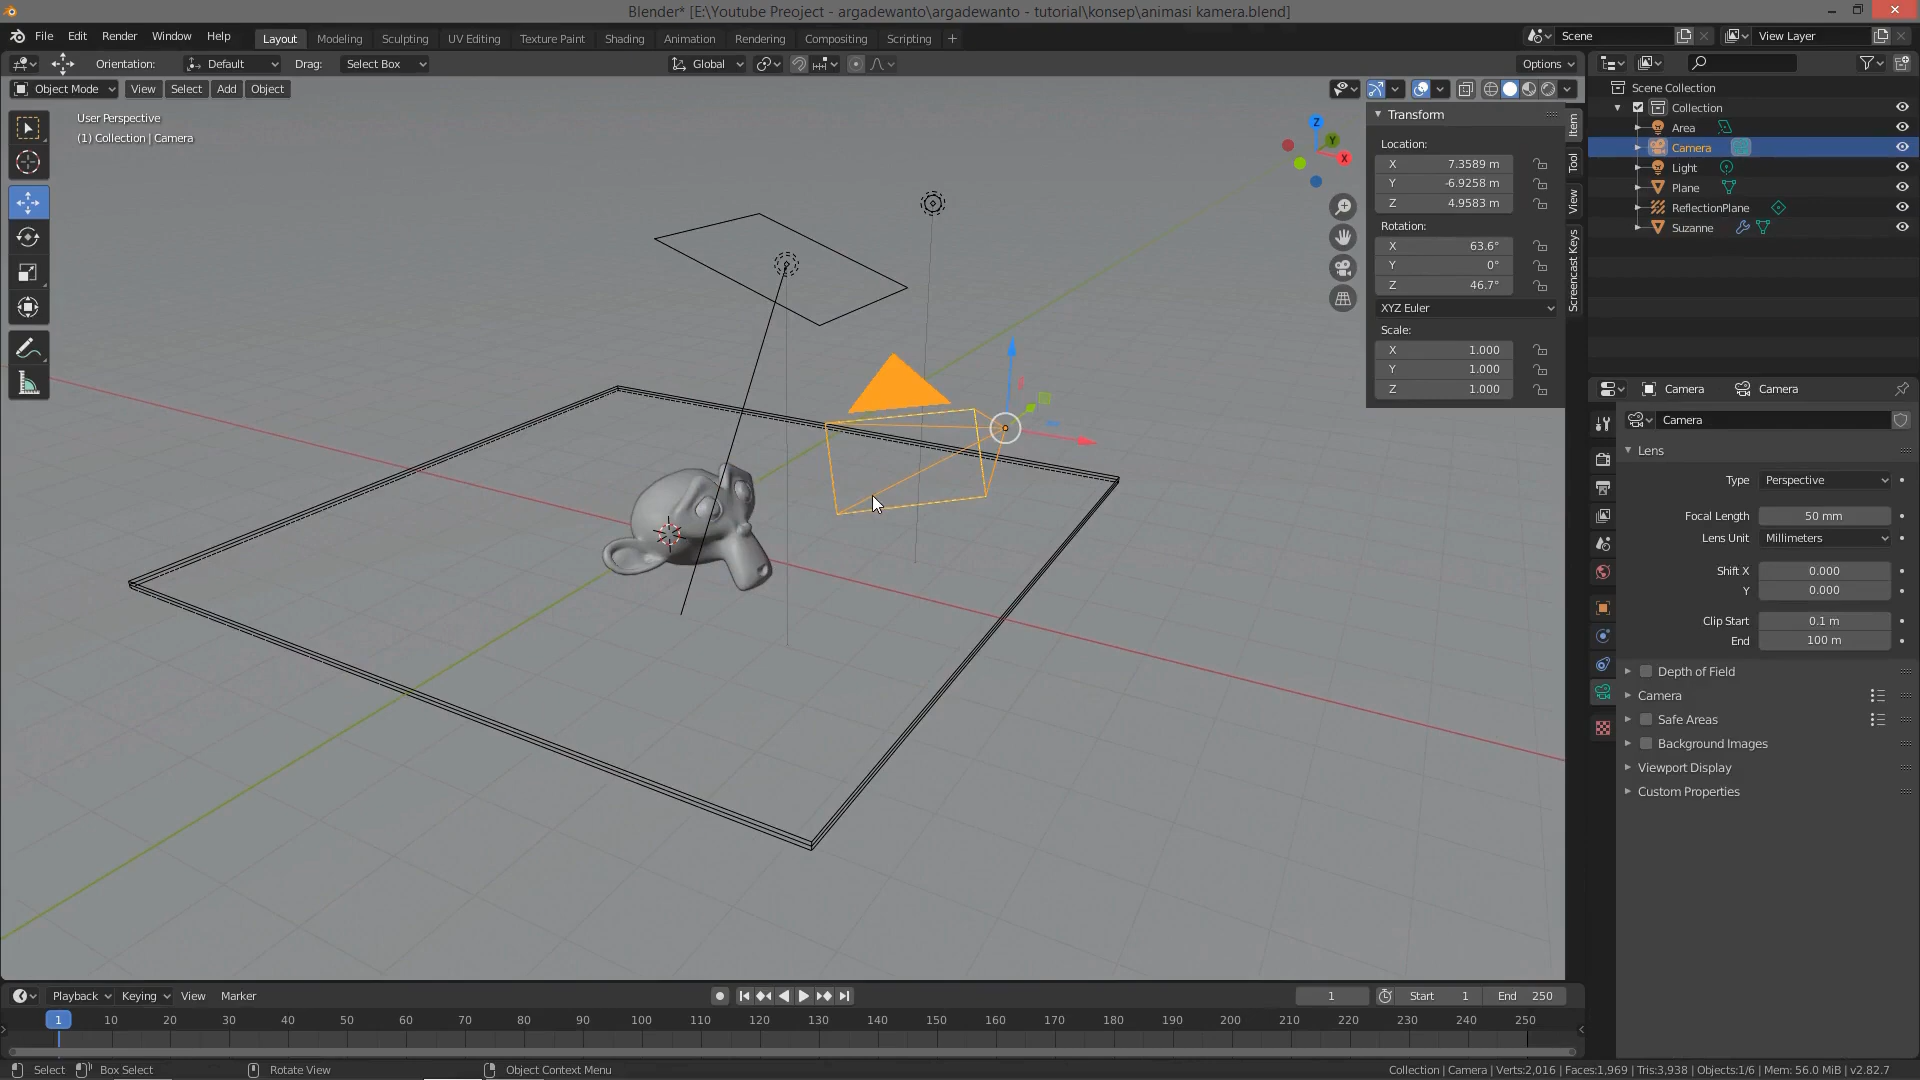 Blender* [E:\Youtube Preoject - argadewanto\argadewanto - tutorial\konsep\animasi kamera.blend]
File Edit Render Window Help
Layout Modeling Sculpting UV Editing Texture Paint Shading Animation Rendering Compositing Scripting +
Scene
View Layer
Orientation: Default Drag: Select Box
Global
Options
Object Mode View Select Add Object
User Perspective
(1) Collection | Camera
Z
Y
X
Transform
Location:
X 7.3589 m
Y -6.9258 m
Z 4.9583 m
Rotation:
X 63.6°
Y 0°
Z 46.7°
XYZ Euler
Scale:
X 1.000
Y 1.000
Z 1.000
Item
Tool
View
Screencast Keys
Scene Collection
Collection
Area
Camera
Light
Plane
ReflectionPlane
Suzanne
Camera Camera
Camera
Lens
Type Perspective
Focal Length 50 mm
Lens Unit Millimeters
Shift X 0.000
Y 0.000
Clip Start 0.1 m
End 100 m
Depth of Field
Camera
Safe Areas
Background Images
Viewport Display
Custom Properties
Playback Keying View Marker
1
Start 1 End 250
1 10 20 30 40 50 60 70 80 90 100 110 120 130 140 150 160 170 180 190 200 210 220 230 240 250
Select Box Select Rotate View Object Context Menu
Collection | Camera | Verts:2,016 | Faces:1,969 | Tris:3,938 | Objects:1/6 | Mem: 56.0 MiB | v2.82.7